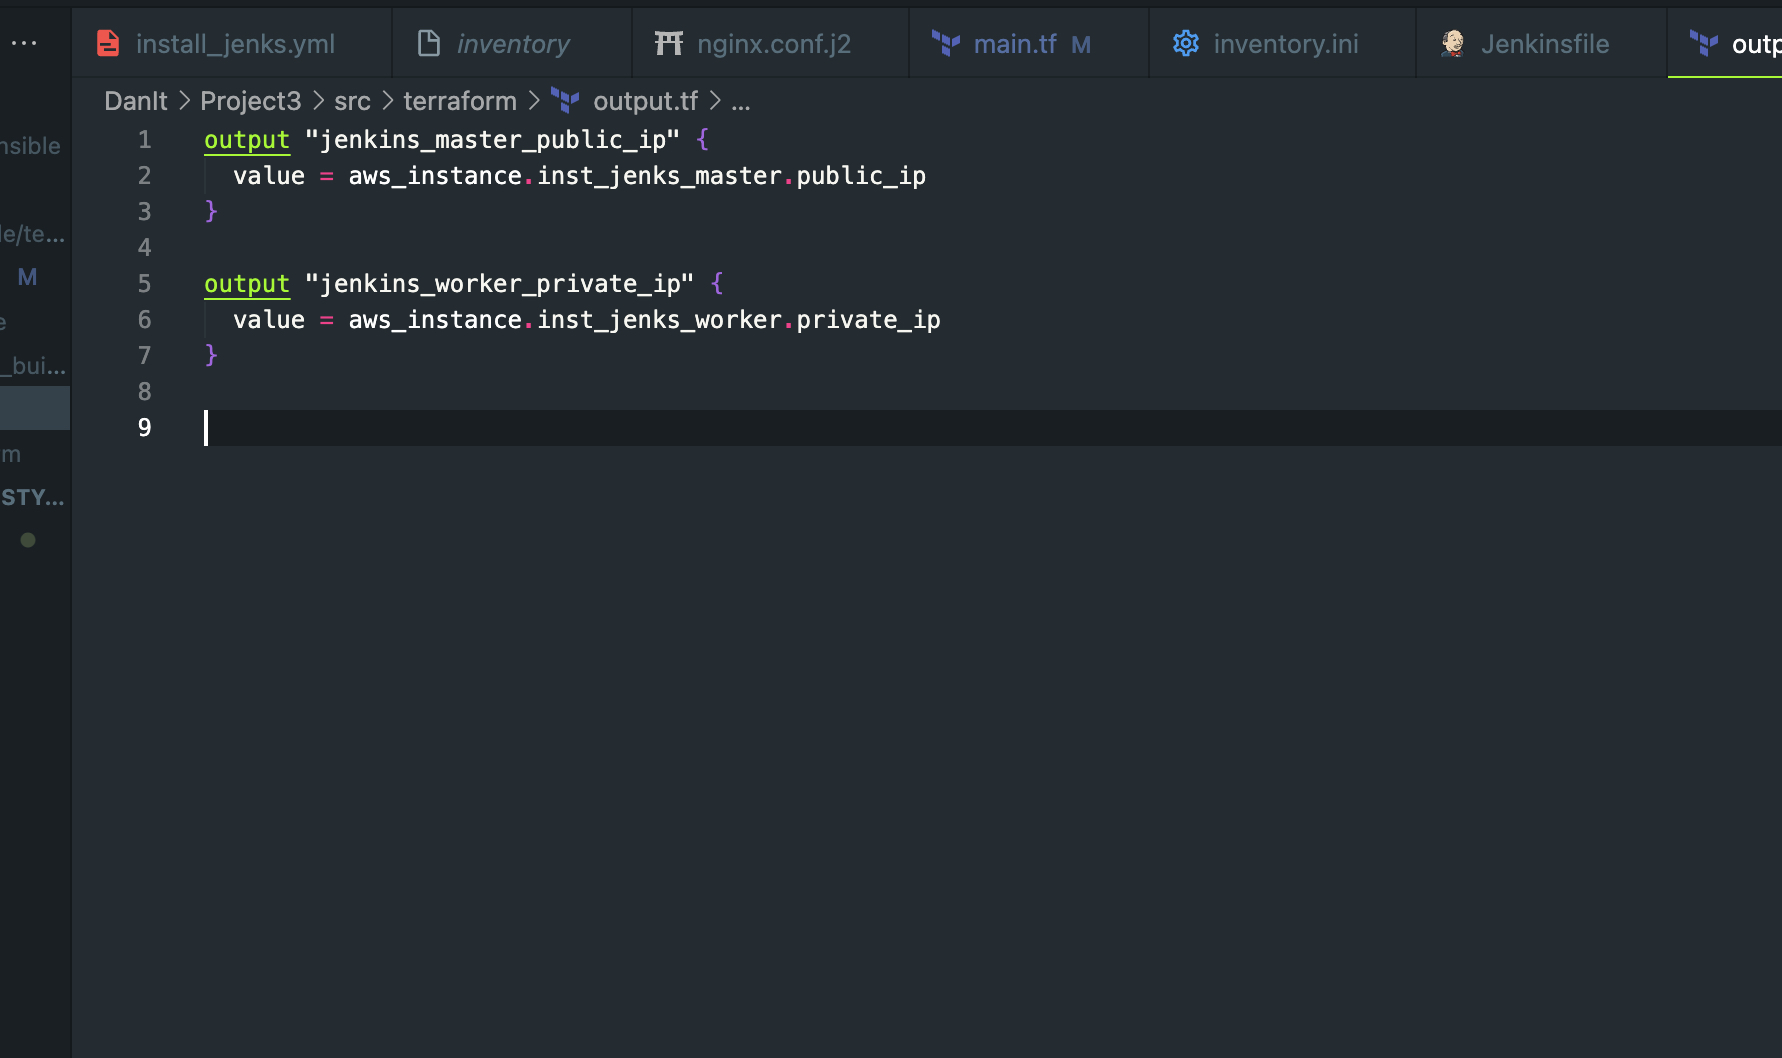 ...
install_jenks.yml
inventory
nginx.conf.j2
main.tf M
inventory.ini
Jenkinsfile
outp
DanIt > Project3 > src > terraform > output.tf > ...
1 output "jenkins_master_public_ip" {
2 value = aws_instance.inst_jenks_master.public_ip
3 }
4
5 output "jenkins_worker_private_ip" {
6 value = aws_instance.inst_jenks_worker.private_ip
7 }
8
9
nsible
le/te...
M
e
_bui...
m
STY...